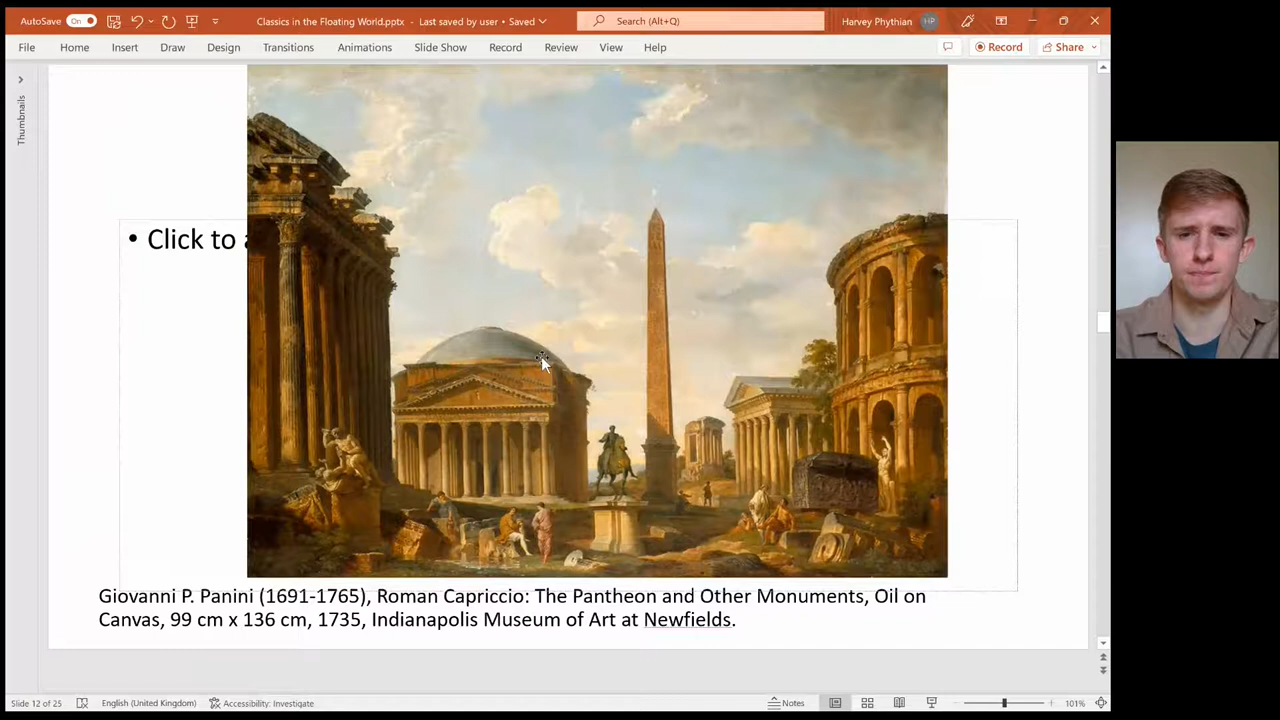 AutoSave On Classics in the Floating World.pptx - Last saved by user • Saved Search (Alt+Q) Harvey Phythian HP
File Home Insert Draw Design Transitions Animations Slide Show Record Review View Help Record Share
Thumbnails
• Click to a
Giovanni P. Panini (1691-1765), Roman Capriccio: The Pantheon and Other Monuments, Oil on
Canvas, 99 cm x 136 cm, 1735, Indianapolis Museum of Art at Newfields.
Slide 12 of 25 English (United Kingdom) Accessibility: Investigate Notes 101%